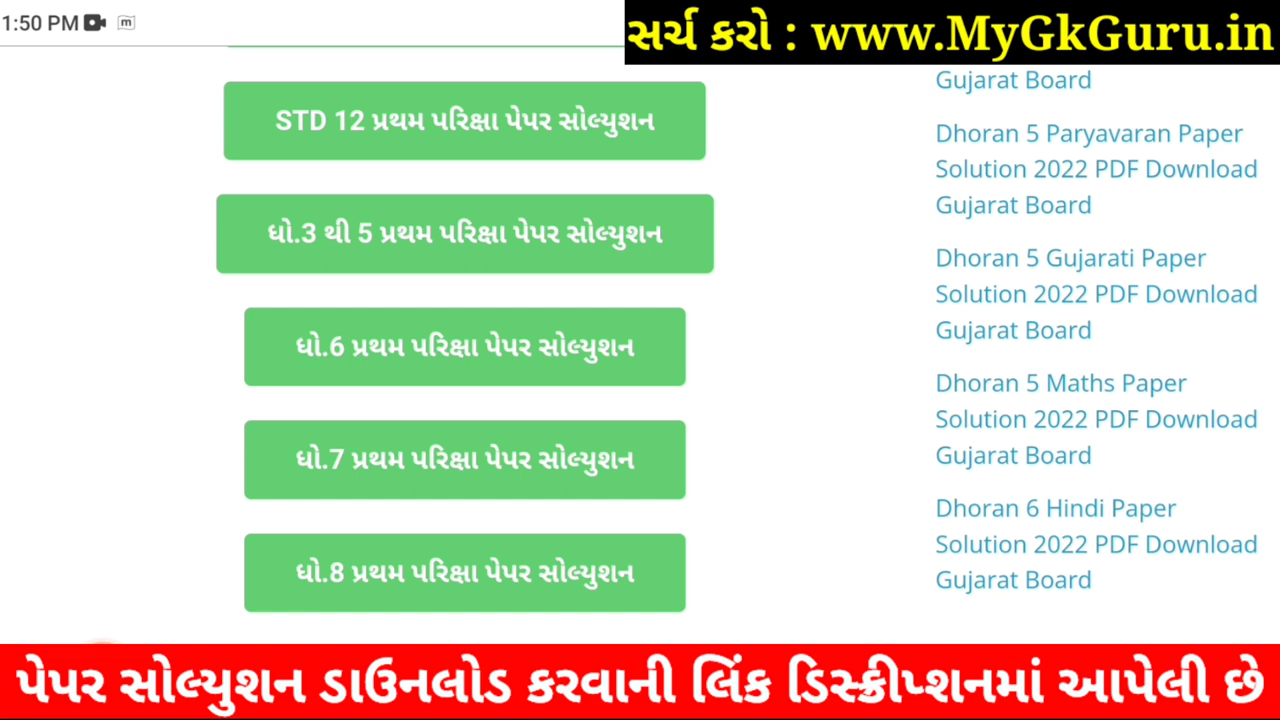 1:50 PM
સર્ચ કરો : www.MyGkGuru.in
STD 12 પ્રથમ પરિક્ષા પેપર સોલ્યુશન
ધો.3 થી 5 પ્રથમ પરિક્ષા પેપર સોલ્યુશન
ધો.6 પ્રથમ પરિક્ષા પેપર સોલ્યુશન
ધો.7 પ્રથમ પરિક્ષા પેપર સોલ્યુશન
ધો.8 પ્રથમ પરિક્ષા પેપર સોલ્યુશન
Gujarat Board
Dhoran 5 Paryavaran Paper
Solution 2022 PDF Download
Gujarat Board
Dhoran 5 Gujarati Paper
Solution 2022 PDF Download
Gujarat Board
Dhoran 5 Maths Paper
Solution 2022 PDF Download
Gujarat Board
Dhoran 6 Hindi Paper
Solution 2022 PDF Download
Gujarat Board
પેપર સોલ્યુશન ડાઉનલોડ કરવાની લિંક ડિસ્ક્રીપ્શનમાં આપેલી છે